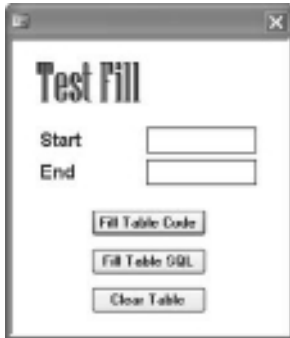 Test Fill
Start
End
Fill Table Code
Fill Table SQL
Clear Table